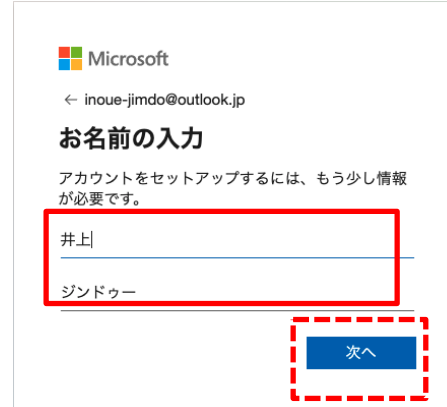 Microsoft
← inoue-jimdo@outlook.jp
お名前の入力
アカウントをセットアップするには、もう少し情報
が必要です。
井上
ジンドゥー
次へ